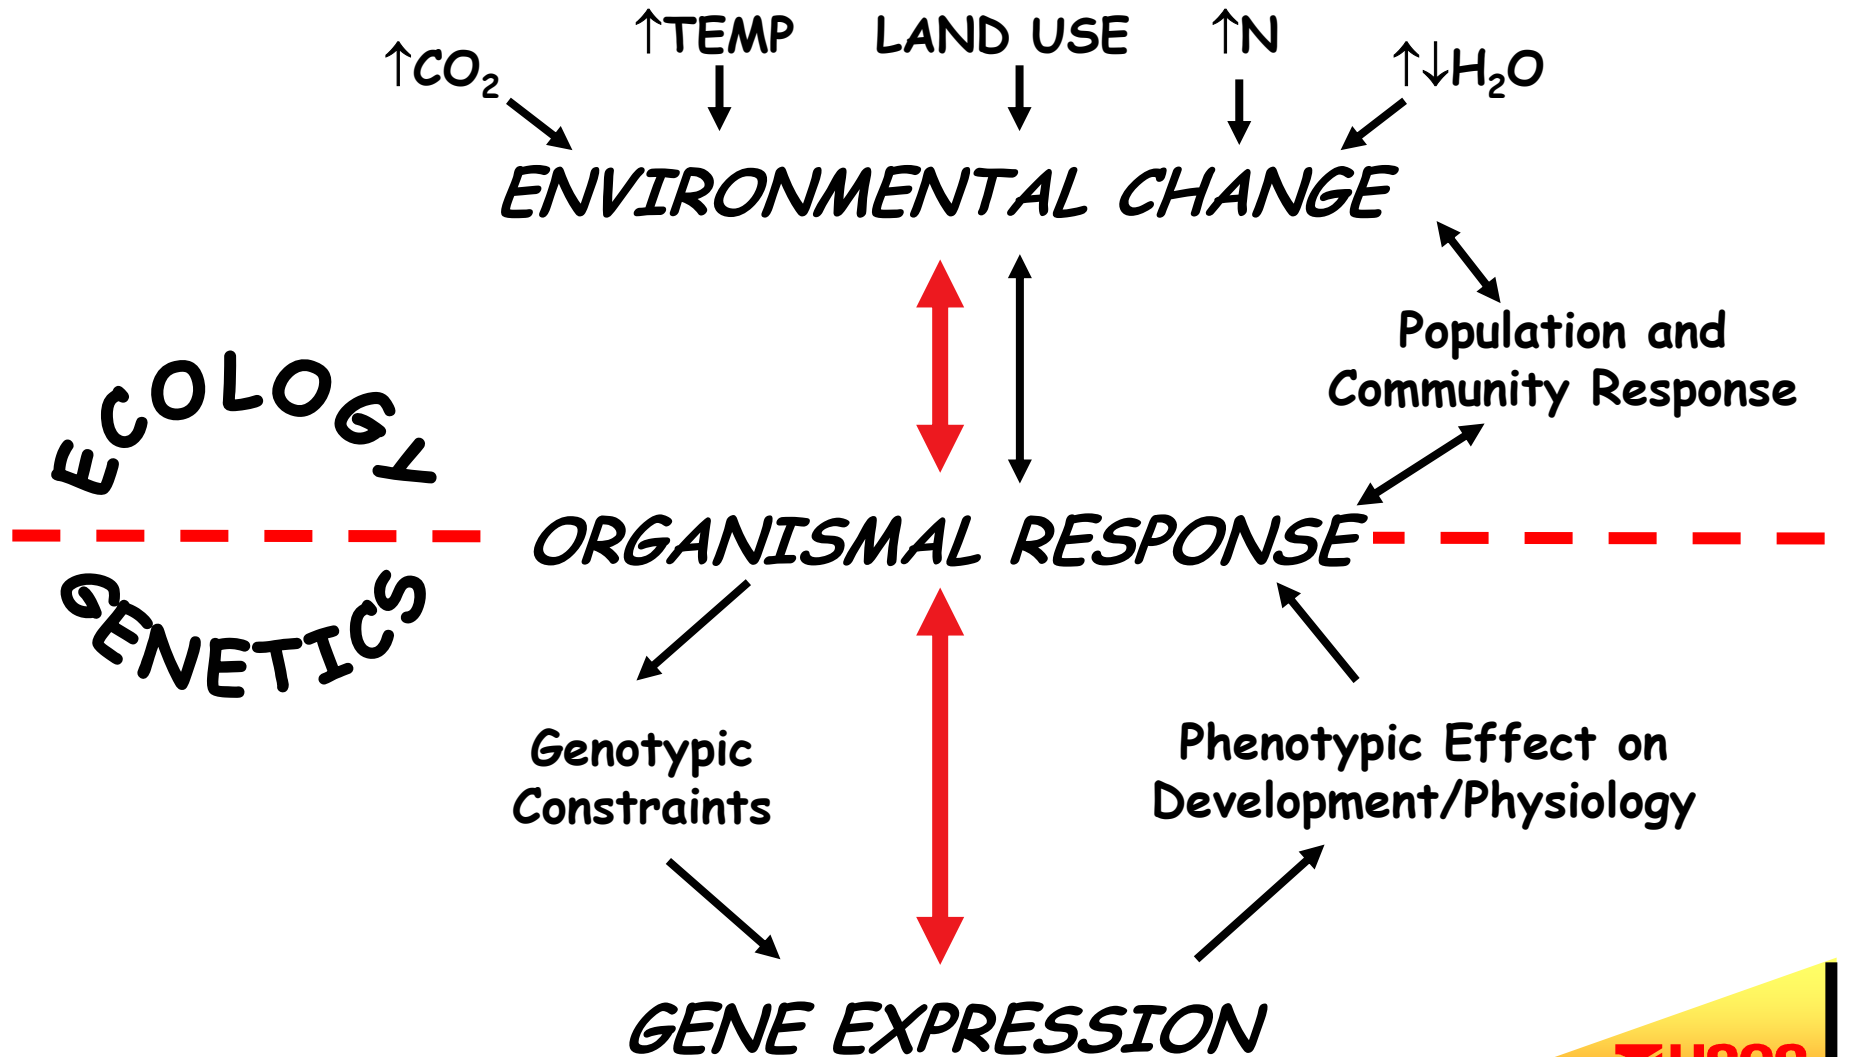 ↑CO₂
↑TEMP
LAND USE
↑N
↑↓H₂O
ENVIRONMENTAL CHANGE
Population and
Community Response
ECOLOGY
ORGANISMAL RESPONSE
GENETICS
Genotypic
Constraints
Phenotypic Effect on
Development/Physiology
GENE EXPRESSION